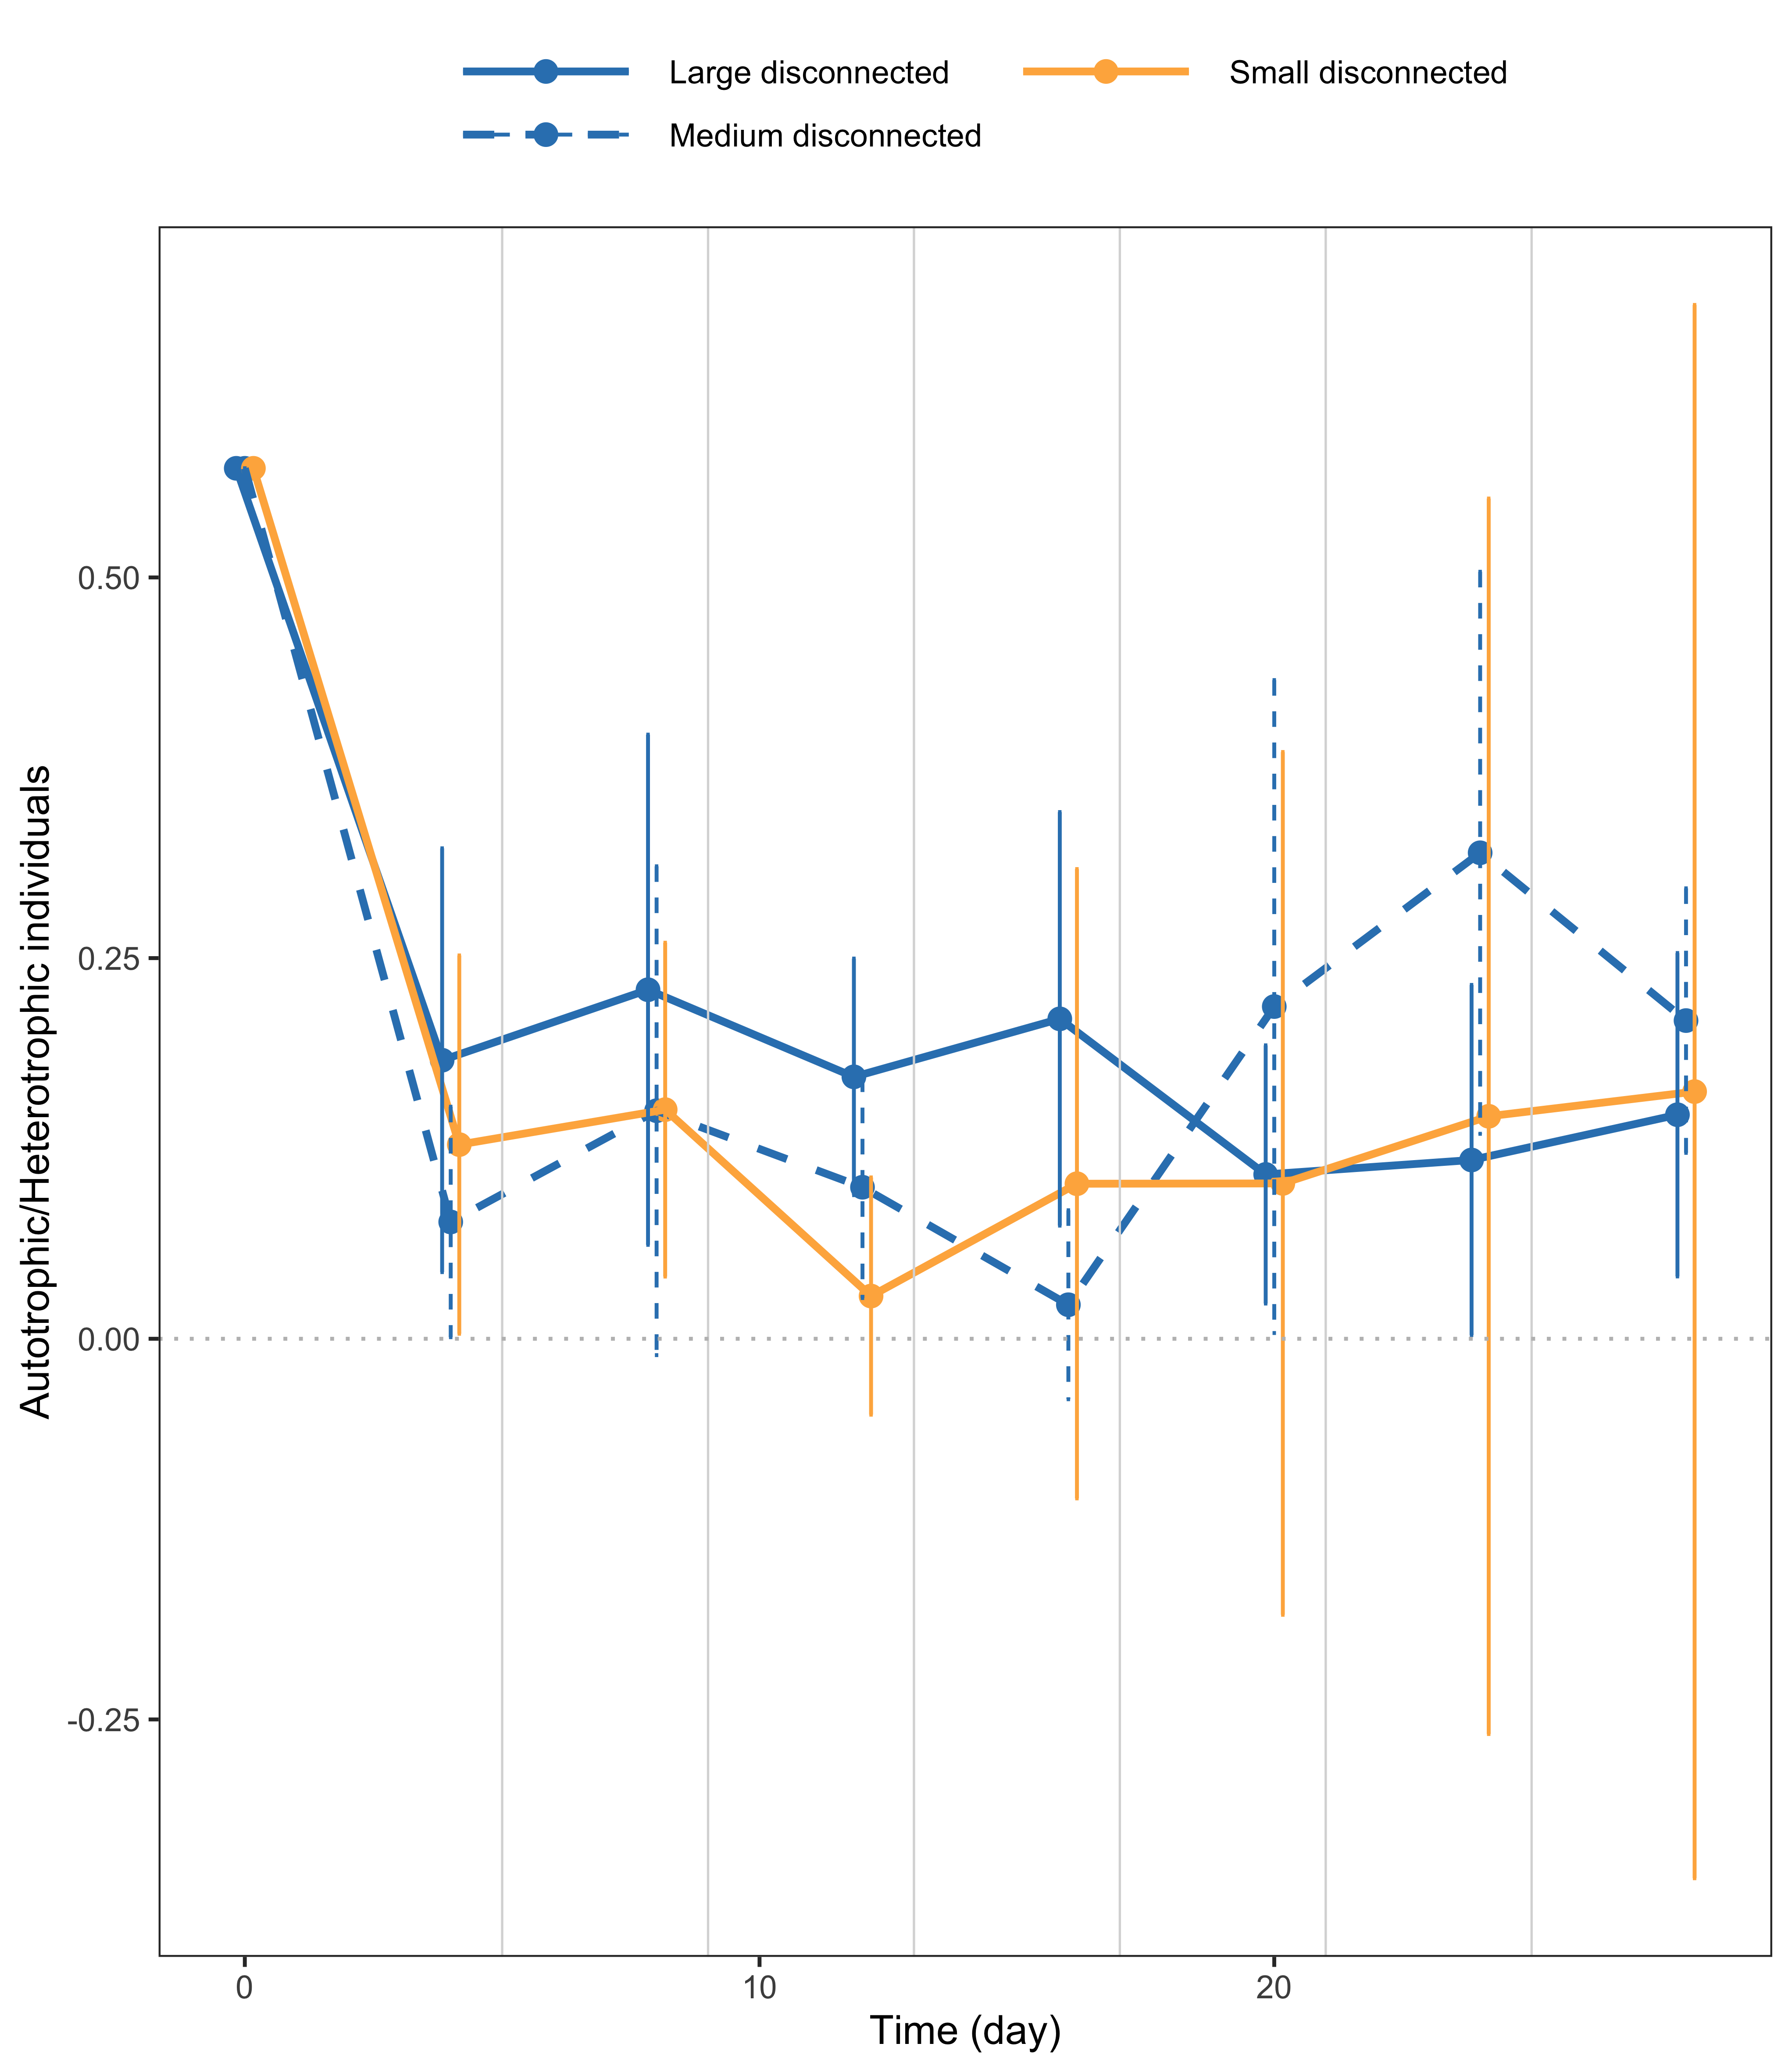 Large disconnected
Small disconnected
Medium disconnected
Autotrophic/Heterotrophic individuals
0.50
0.25
0.00
-0.25
0
10
20
Time (day)